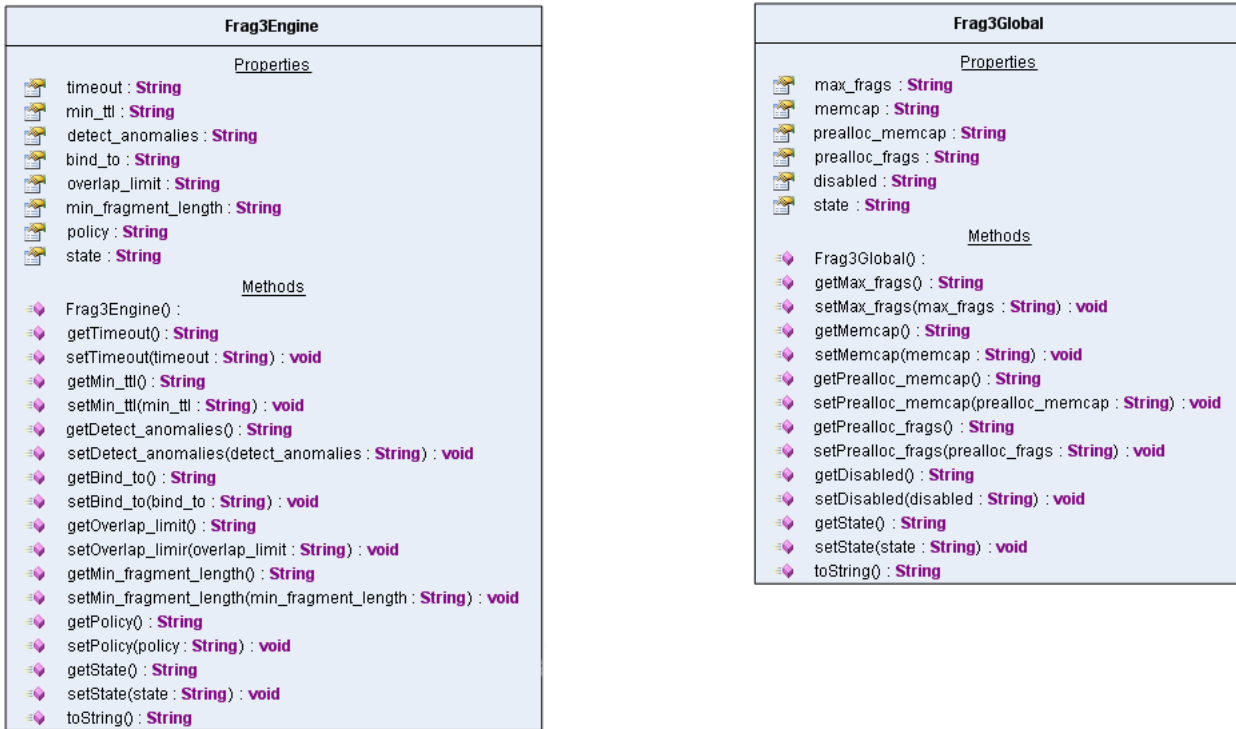 Frag3Engine
Properties
timeout : String
min_ttl : String
detect_anomalies : String
bind_to : String
overlap_limit : String
min_fragment_length : String
policy : String
state : String
Methods
Frag3Engine() :
getTimeout() : String
setTimeout(timeout : String) : void
getMin_ttl() : String
setMin_ttl(min_ttl : String) : void
getDetect_anomalies() : String
setDetect_anomalies(detect_anomalies : String) : void
getBind_to() : String
setBind_to(bind_to : String) : void
getOverlap_limit() : String
setOverlap_limir(overlap_limit : String) : void
getMin_fragment_length() : String
setMin_fragment_length(min_fragment_length : String) : void
getPolicy() : String
setPolicy(policy : String) : void
getState() : String
setState(state : String) : void
toString() : String
Frag3Global
Properties
max_frags : String
memcap : String
prealloc_memcap : String
prealloc_frags : String
disabled : String
state : String
Methods
Frag3Global() :
getMax_frags() : String
setMax_frags(max_frags : String) : void
getMemcap() : String
setMemcap(memcap : String) : void
getPrealloc_memcap() : String
setPrealloc_memcap(prealloc_memcap : String) : void
getPrealloc_frags() : String
setPrealloc_frags(prealloc_frags : String) : void
getDisabled() : String
setDisabled(disabled : String) : void
getState() : String
setState(state : String) : void
toString() : String